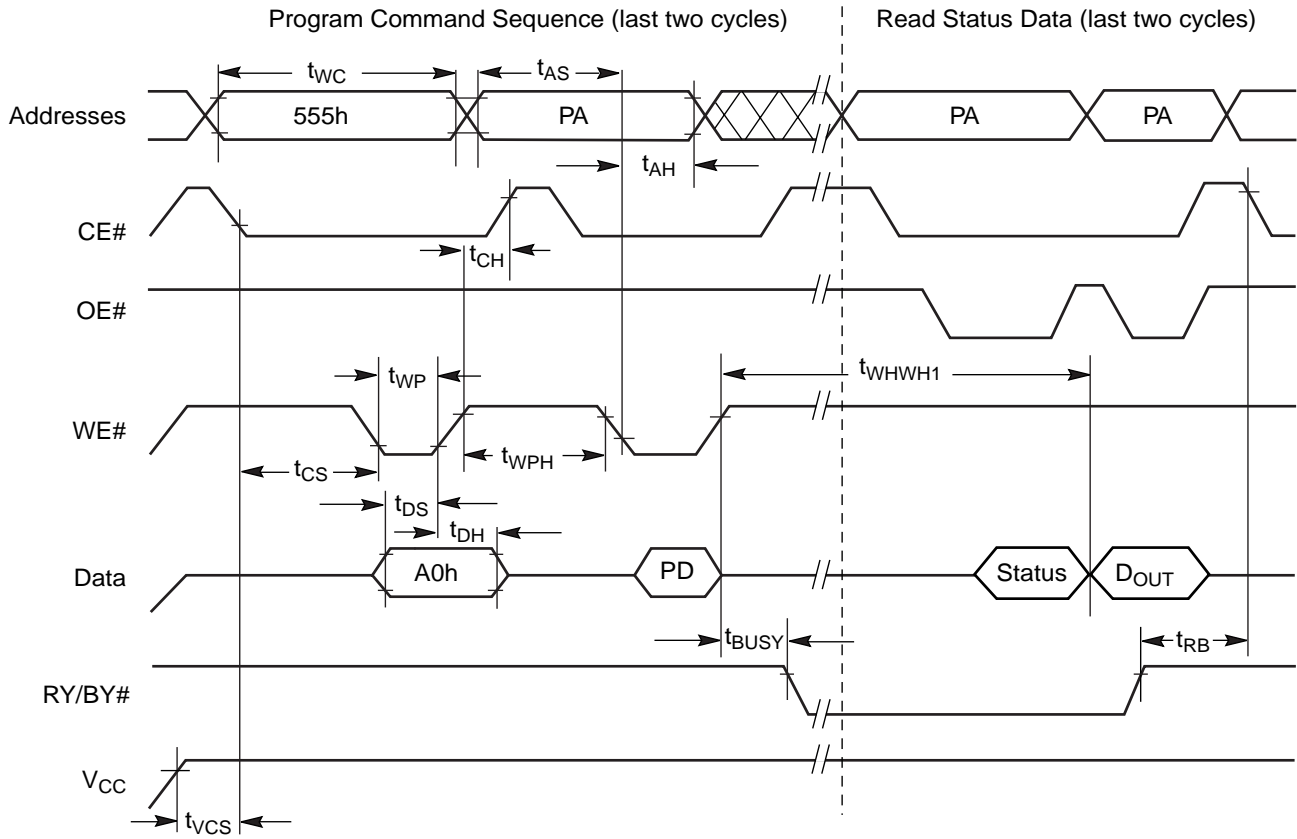 Program Command Sequence (last two cycles) Read Status Data (last two cycles)
tWC tAS
Addresses 555h PA PA PA
tAH
CE#
tCH
OE#
tWP tWHWH1
WE#
tCS tWPH
tDS
tDH
Data A0h PD Status DOUT
tBUSY tRB
RY/BY#
VCC
tVCS